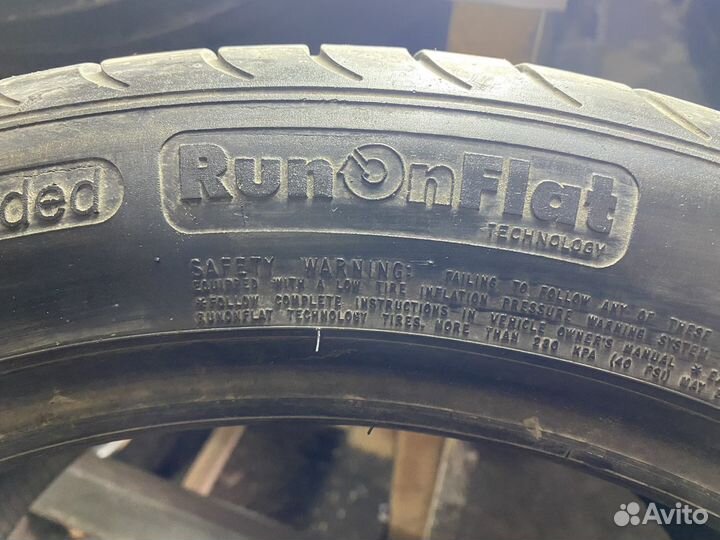 ded
RunOnFlat
TECHNOLOGY
SAFETY WARNING: FAILING TO FOLLOW ANY OF THESE
EQUIPPED WITH A LOW TIRE INFLATION PRESSURE WARNING SYSTEM
*FOLLOW COMPLETE INSTRUCTIONS IN VEHICLE OWNER'S MANUAL *
RUNONFLAT TECHNOLOGY TIRES. MORE THAN 280 KPA (40 PSI) MAY
Avito